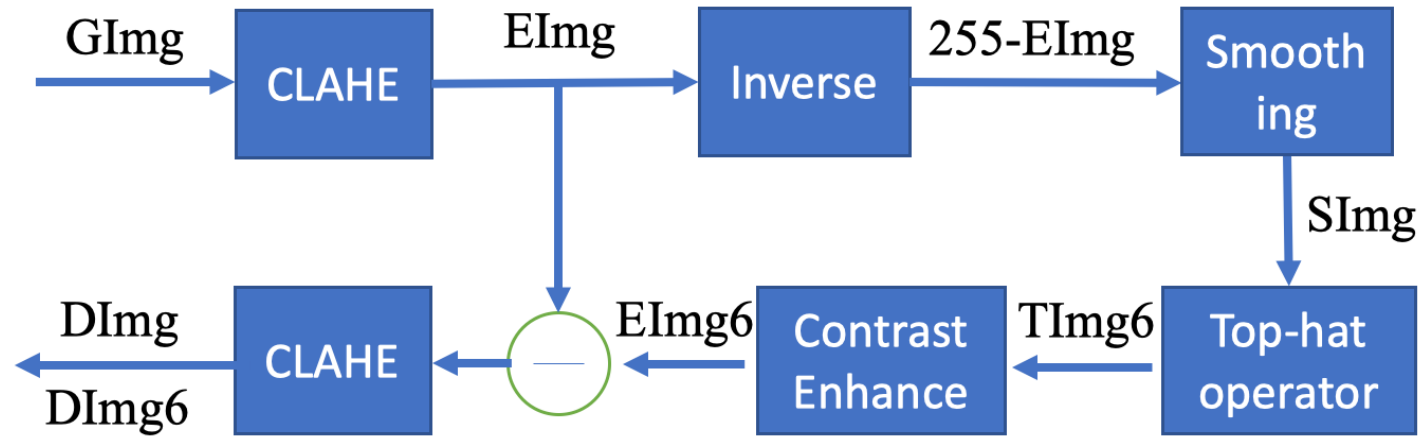 GImg
CLAHE
EImg
Inverse
255-EImg
Smooth
ing
SImg
Top-hat
operator
TImg6
Contrast
Enhance
EImg6
—
CLAHE
DImg
DImg6